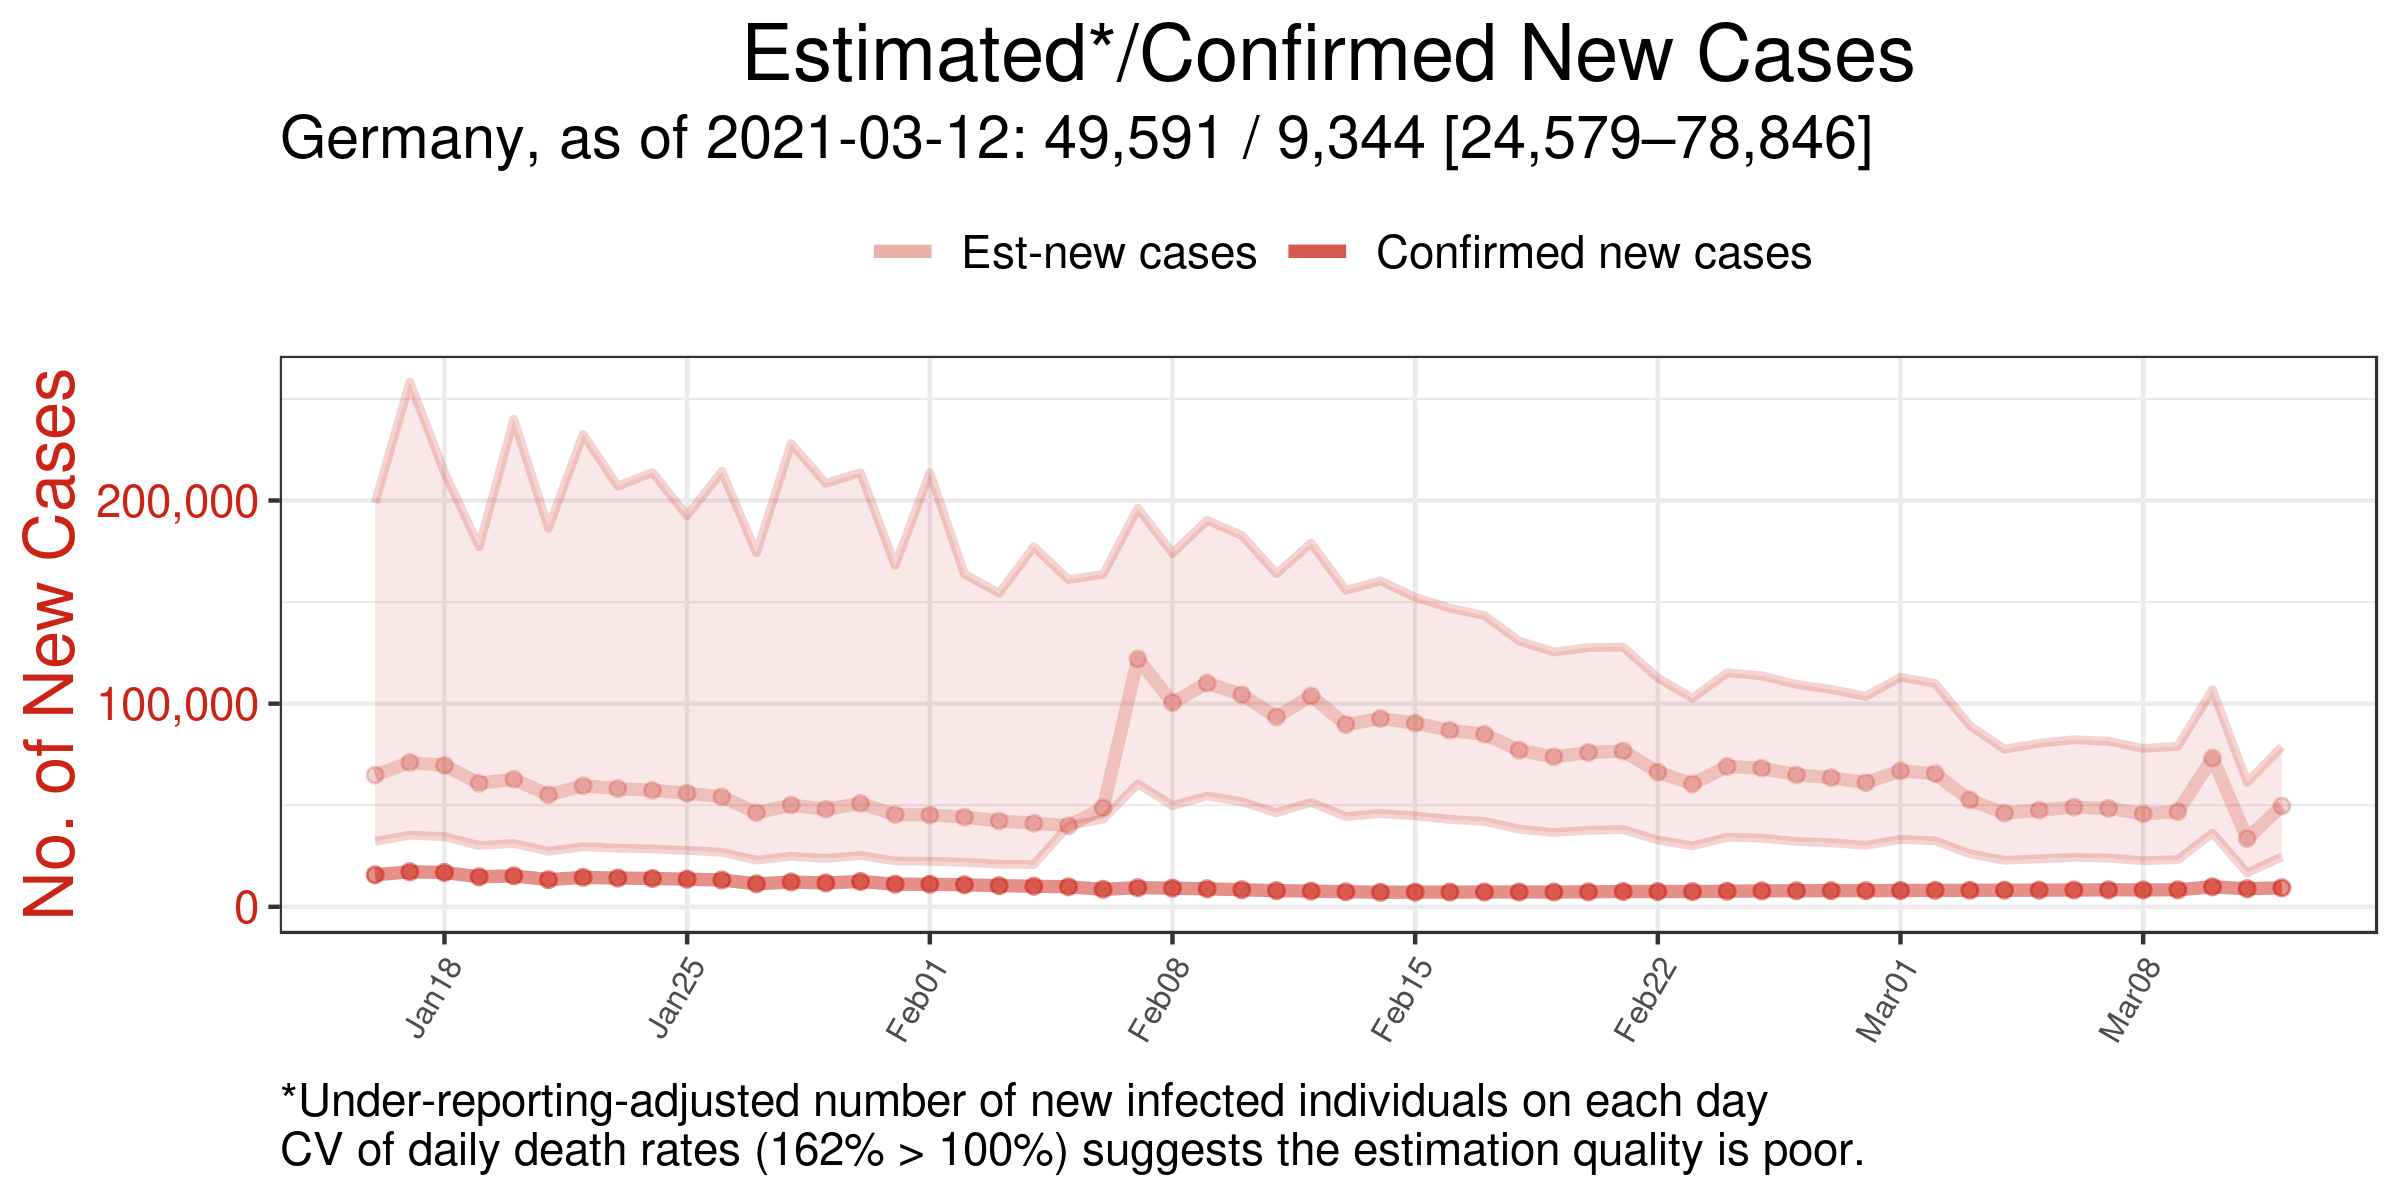 Estimated*/Confirmed New Cases
Germany, as of 2021-03-12: 49,591 / 9,344 [24,579–78,846]
Est-new cases
Confirmed new cases
No. of New Cases
200,000
100,000
0
Jan18
Jan25
Feb01
Feb08
Feb15
Feb22
Mar01
Mar08
*Under-reporting-adjusted number of new infected individuals on each day
CV of daily death rates (162% > 100%) suggests the estimation quality is poor.